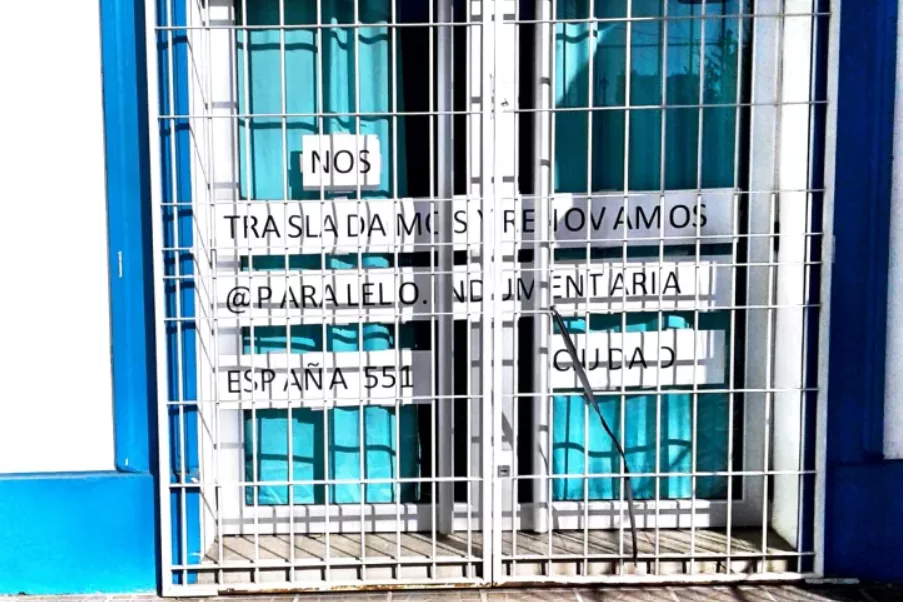 NOS
TRASLADAMOS Y RENOVAMOS
@PARALELO.INDUMENTARIA
ESPAÑA 551 CIUDAD